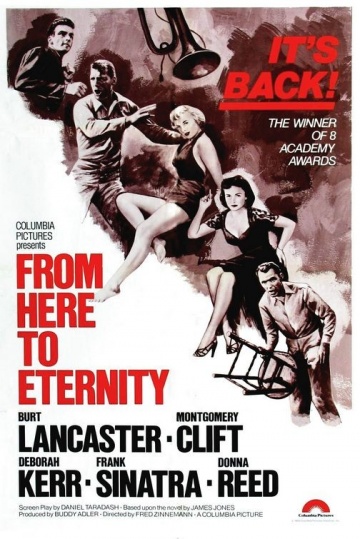 IT'S
BACK!
THE WINNER
OF 8
ACADEMY
AWARDS
COLUMBIA
PICTURES
presents
FROM
HERE
TO
ETERNITY
BURT MONTGOMERY
LANCASTER · CLIFT
DEBORAH FRANK DONNA
KERR · SINATRA · REED
Screen Play by DANIEL TARADASH · Based upon the novel by JAMES JONES
Produced by BUDDY ADLER · Directed by FRED ZINNEMANN · A COLUMBIA PICTURE
Columbia Pictures